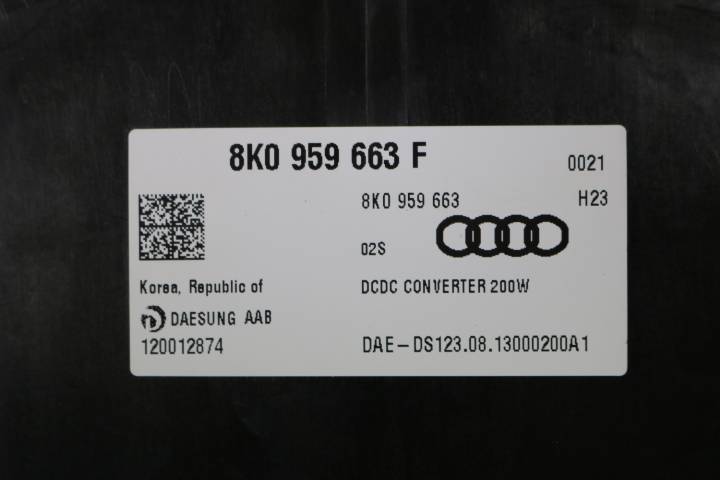 8K0 959 663 F
0021
8K0 959 663
H23
02S
Korea, Republic of
DCDC CONVERTER 200W
DAESUNG AAB
120012874
DAE-DS123.08.13000200A1